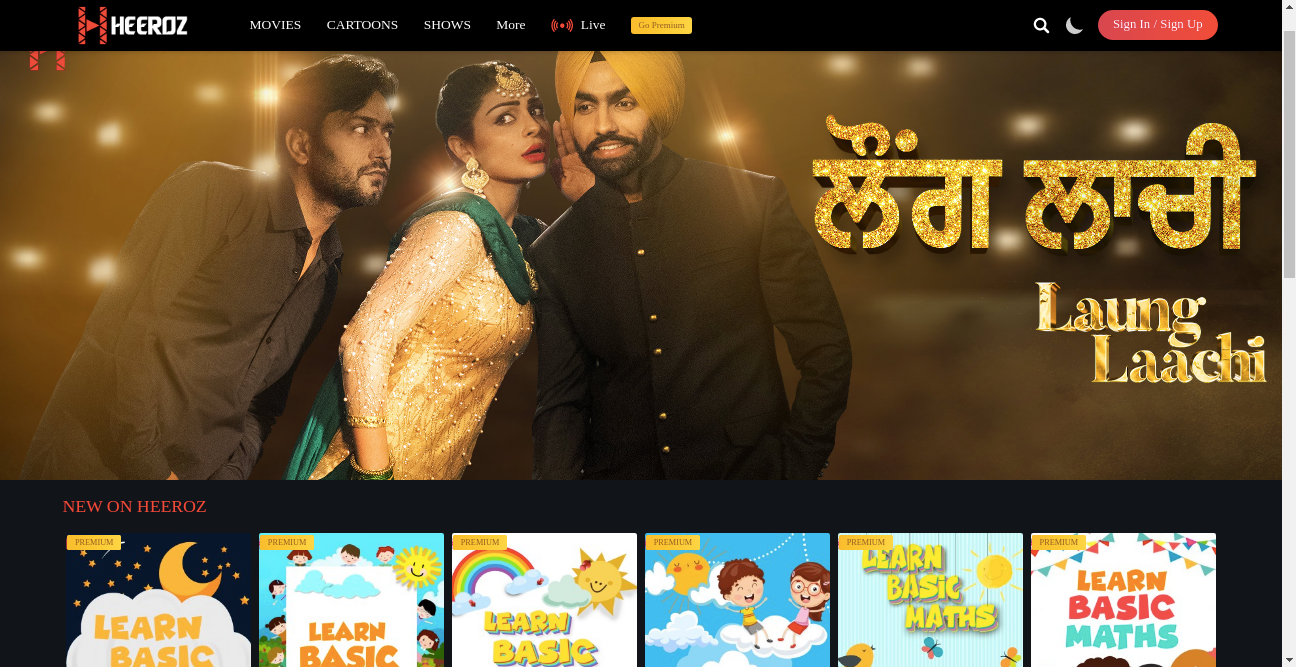 HEEROZ
MOVIES CARTOONS SHOWS More Live Go Premium Sign In / Sign Up
ਲੌਂਗ ਲਾਚੀ
Laung
Laachi
NEW ON HEEROZ
PREMIUM PREMIUM PREMIUM PREMIUM PREMIUM PREMIUM
LEARN
BASIC
LEARN
BASIC
LEARN
BASIC
LEARN
BASIC
MATHS
LEARN
BASIC
MATHS